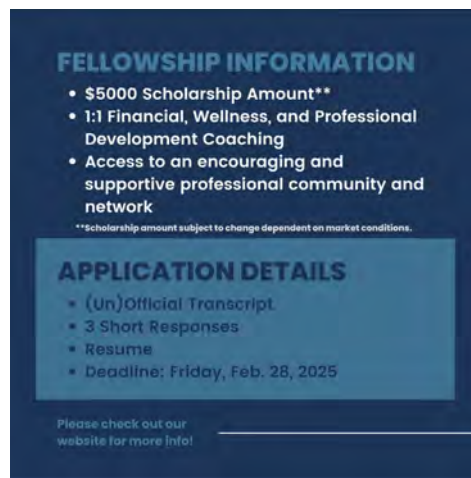 FELLOWSHIP INFORMATION
• $5000 Scholarship Amount**
• 1:1 Financial, Wellness, and Professional
Development Coaching
• Access to an encouraging and
supportive professional community and
network
**Scholarship amount subject to change dependent on market conditions.
APPLICATION DETAILS
• (Un)Official Transcript
• 3 Short Responses
• Resume
• Deadline: Friday, Feb. 28, 2025
Please check out our
website for more info!